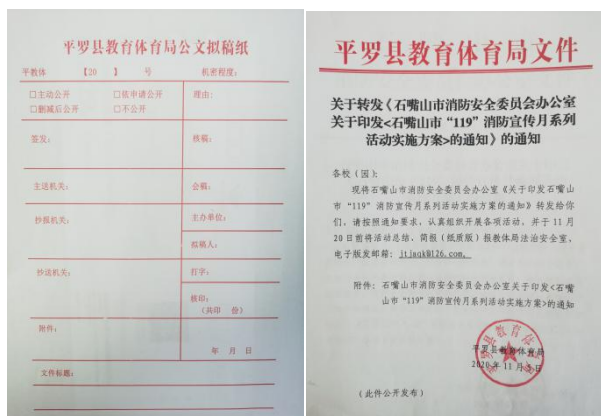 平罗县教育体育局公文拟稿纸
平教体 【20 】 号 机密程度：
□主动公开 □依申请公开 理由：
□删减后公开 □不公开
签发： 核稿：
主送机关： 会稿：
抄报机关： 主办单位：
拟稿人：
抄送机关： 打字：
核印：
（共印 份）
附件：
年 月 日
文件标题：
平罗县教育体育局文件
关于转发《石嘴山市消防安全委员会办公室
关于印发<石嘴山市“119”消防宣传月系列
活动实施方案>的通知》的通知
各校（园）：
现将石嘴山市消防安全委员会办公室《关于印发石嘴山
市“119”消防宣传月系列活动实施方案的通知》转发给你
们，请按照通知要求，认真组织开展各项活动，并于 11 月
20 日前将活动总结、简报（纸质版）报教体局法治安全室，
电子版发邮箱：jtjaqk@126.com。
附件：石嘴山市消防安全委员会办公室关于印发<石嘴
山市“119”消防宣传月系列活动实施方案>的通知
平罗县教育体育局
2020 年 11 月 5 日
（此件公开发布）